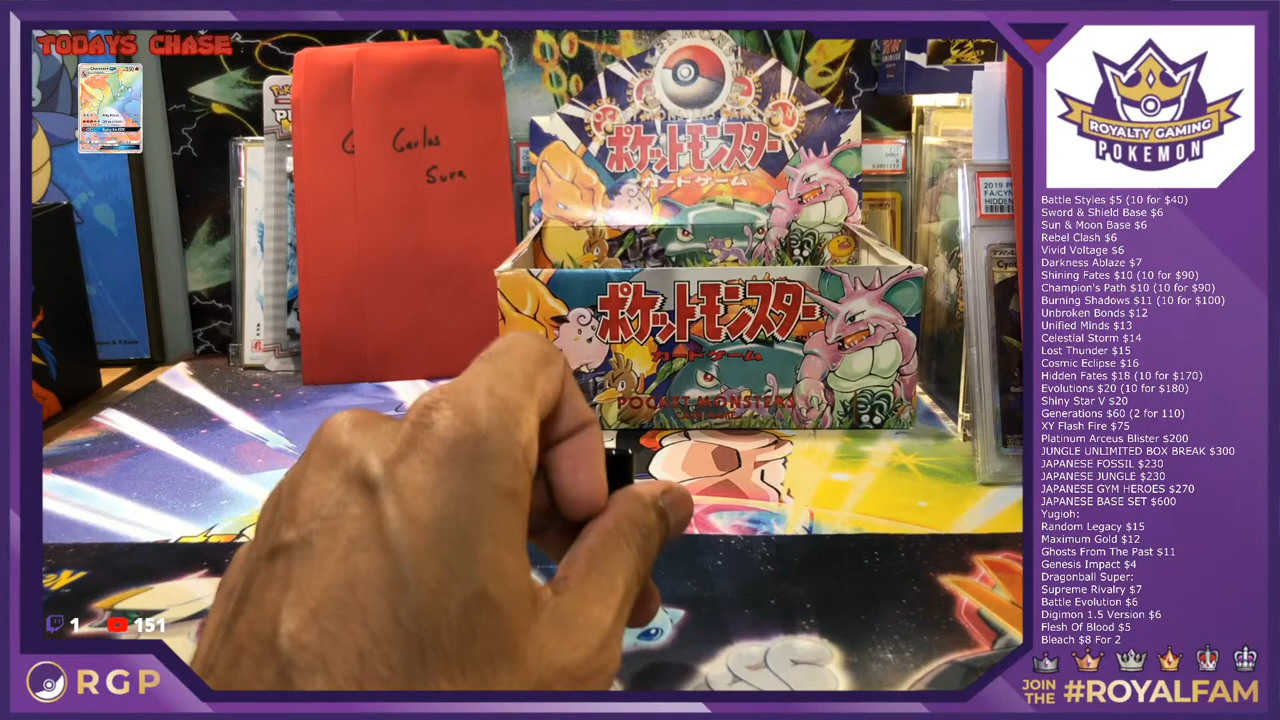 TODAYS CHASE
Carlos
Sura
ポケットモンスター
カードゲーム
ポケットモンスター
カードゲーム
POCKET MONSTERS
2019 P
FA/CYN
HIDDEN
1
151
RGP
ROYALTY GAMING
POKEMON
Battle Styles $5 (10 for $40)
Sword & Shield Base $6
Sun & Moon Base $6
Rebel Clash $6
Vivid Voltage $6
Darkness Ablaze $7
Shining Fates $10 (10 for $90)
Champion's Path $10 (10 for $90)
Burning Shadows $11 (10 for $100)
Unbroken Bonds $12
Unified Minds $13
Celestial Storm $14
Lost Thunder $15
Cosmic Eclipse $16
Hidden Fates $18 (10 for $170)
Evolutions $20 (10 for $180)
Shiny Star V $20
Generations $60 (2 for 110)
XY Flash Fire $75
Platinum Arceus Blister $200
JUNGLE UNLIMITED BOX BREAK $300
JAPANESE FOSSIL $230
JAPANESE JUNGLE $230
JAPANESE GYM HEROES $270
JAPANESE BASE SET $600
Yugioh:
Random Legacy $15
Maximum Gold $12
Ghosts From The Past $11
Genesis Impact $4
Dragonball Super:
Supreme Rivalry $7
Battle Evolution $6
Digimon 1.5 Version $6
Flesh Of Blood $5
Bleach $8 For 2
JOIN
THE #ROYALFAM